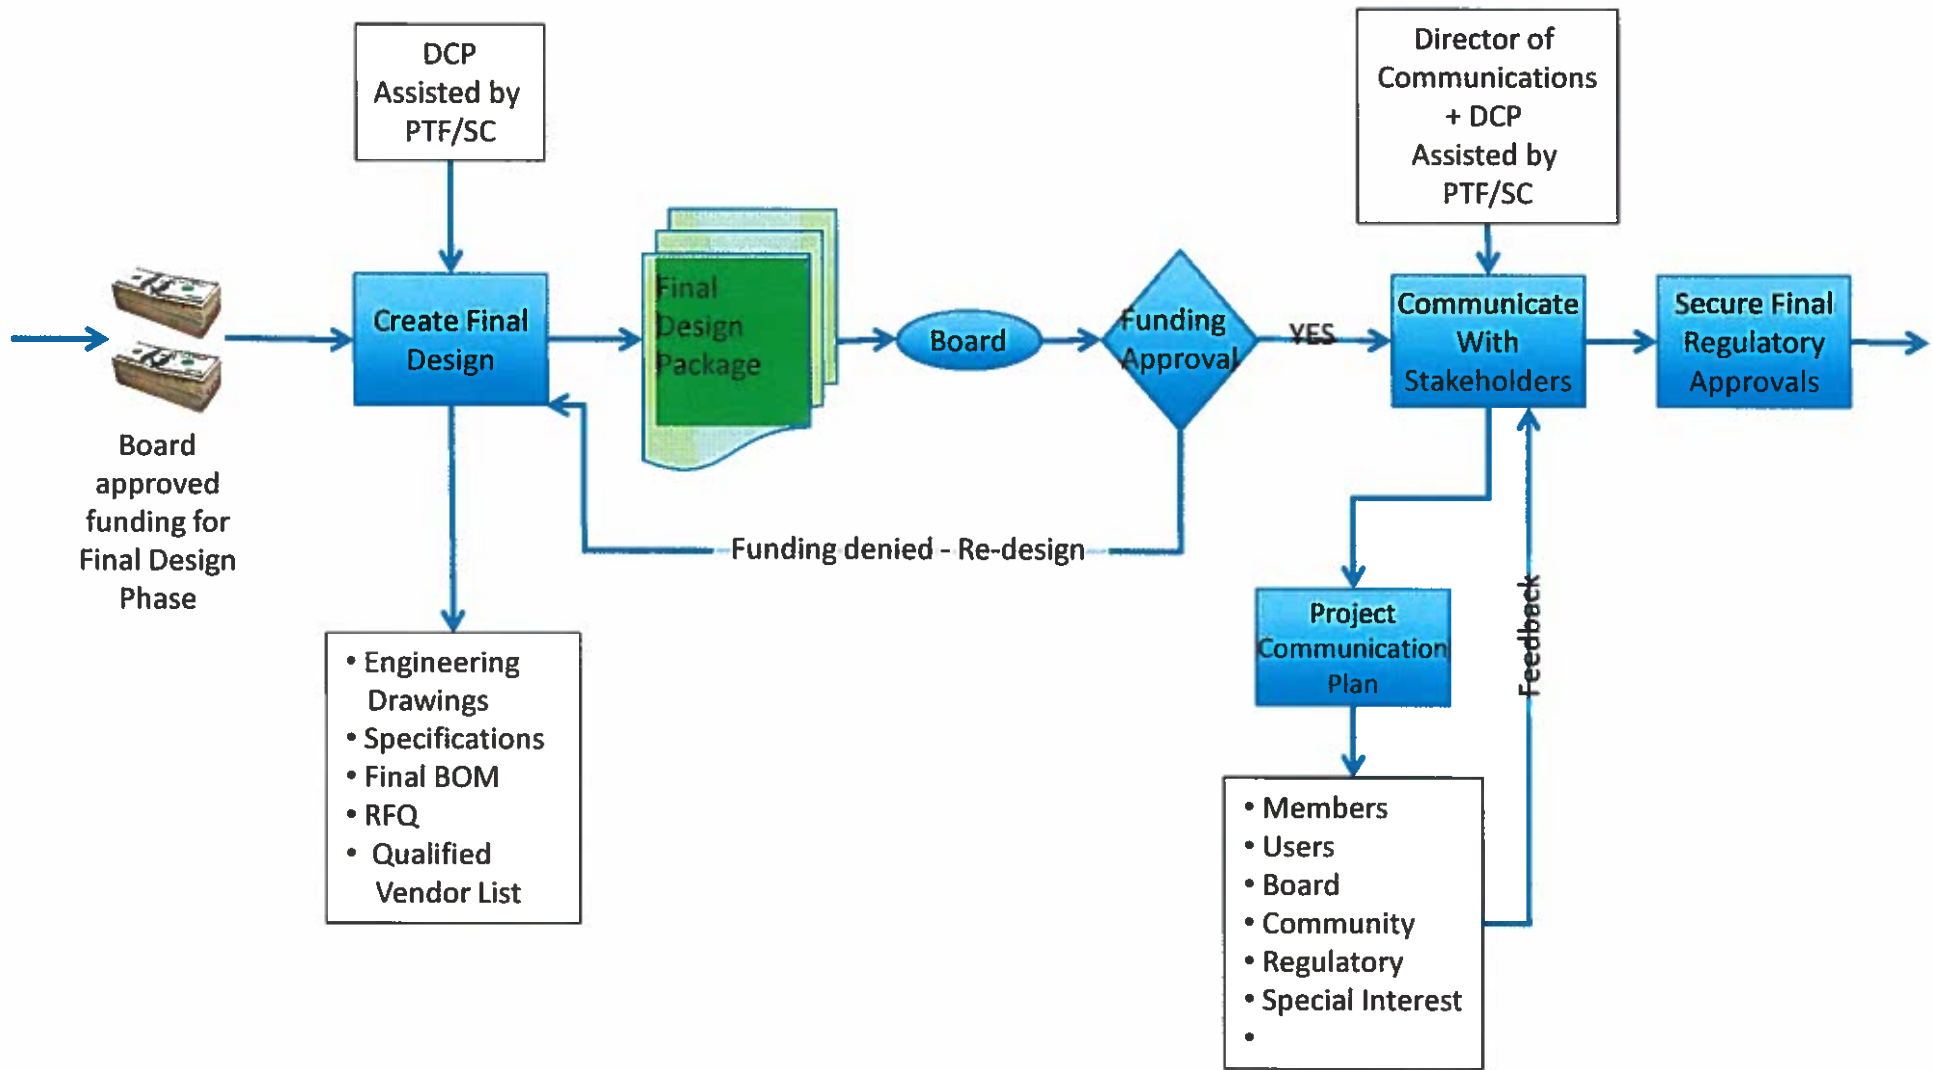 DCP
Assisted by
PTF/SC
Director of
Communications
+ DCP
Assisted by
PTF/SC
Board
approved
funding for
Final Design
Phase
Create Final
Design
Final
Design
Package
Board
Funding
Approval
YES
Communicate
With
Stakeholders
Secure Final
Regulatory
Approvals
Funding denied - Re-design
• Engineering
Drawings
• Specifications
• Final BOM
• RFQ
• Qualified
Vendor List
Project
Communication
Plan
Feedback
• Members
• Users
• Board
• Community
• Regulatory
• Special Interest
•